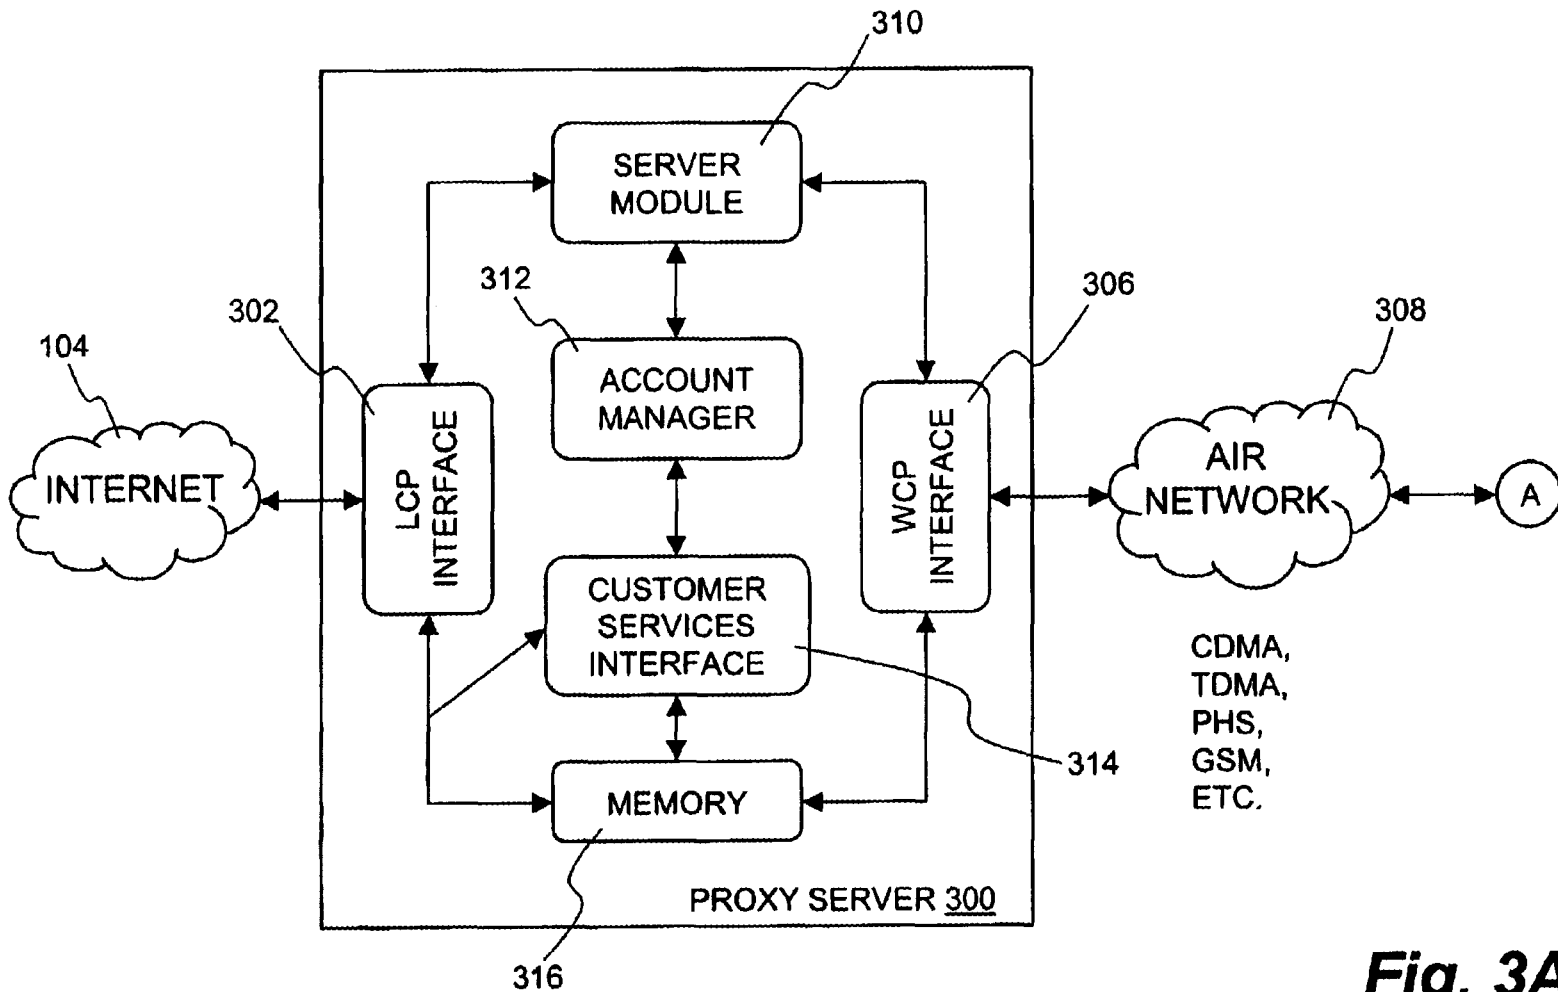 310
SERVER
MODULE
312
302
306
308
104
ACCOUNT
MANAGER
INTERNET
LCP
INTERFACE
WCP
INTERFACE
AIR
NETWORK
A
CUSTOMER
SERVICES
INTERFACE
314
CDMA,
TDMA,
PHS,
GSM,
ETC.
MEMORY
PROXY SERVER 300
316
Fig. 3A